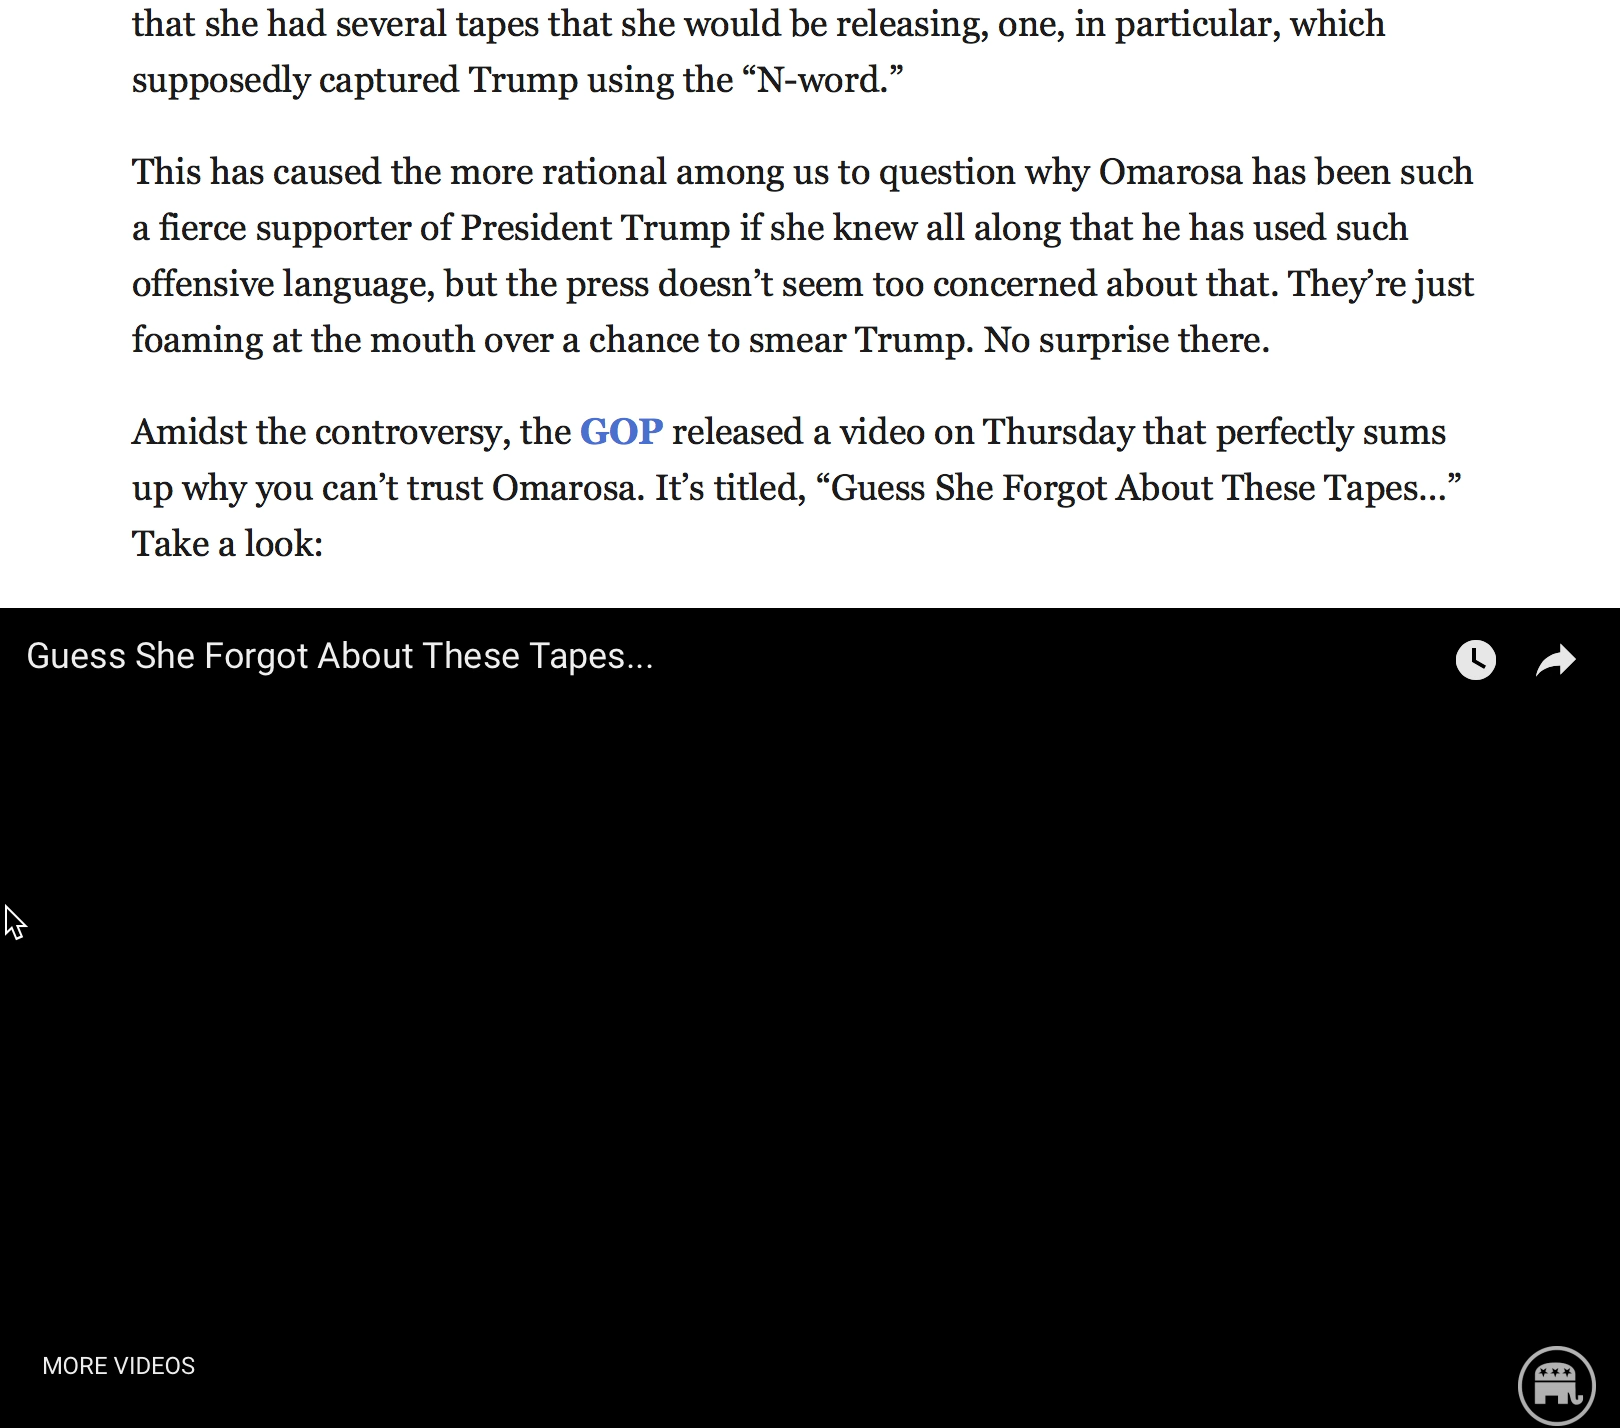 that she had several tapes that she would be releasing, one, in particular, which
supposedly captured Trump using the “N-word.”
This has caused the more rational among us to question why Omarosa has been such
a fierce supporter of President Trump if she knew all along that he has used such
offensive language, but the press doesn’t seem too concerned about that. They’re just
foaming at the mouth over a chance to smear Trump. No surprise there.
Amidst the controversy, the GOP released a video on Thursday that perfectly sums
up why you can’t trust Omarosa. It’s titled, “Guess She Forgot About These Tapes…”
Take a look:
Guess She Forgot About These Tapes...
MORE VIDEOS